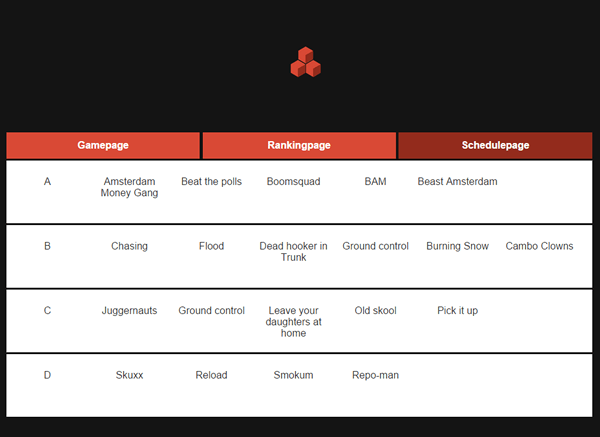 Gamepage Rankingpage Schedulepage
A Amsterdam Money Gang Beat the polls Boomsquad BAM Beast Amsterdam
B Chasing Flood Dead hooker in Trunk Ground control Burning Snow Cambo Clowns
C Juggernauts Ground control Leave your daughters at home Old skool Pick it up
D Skuxx Reload Smokum Repo-man